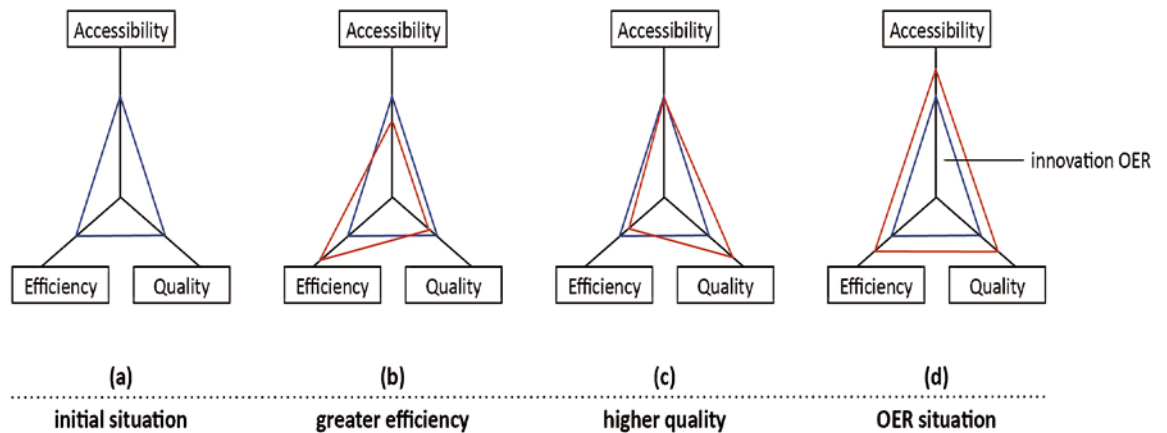 Accessibility Accessibility Accessibility Accessibility
innovation OER
Efficiency Quality Efficiency Quality Efficiency Quality Efficiency Quality
(a) (b) (c) (d)
initial situation greater efficiency higher quality OER situation